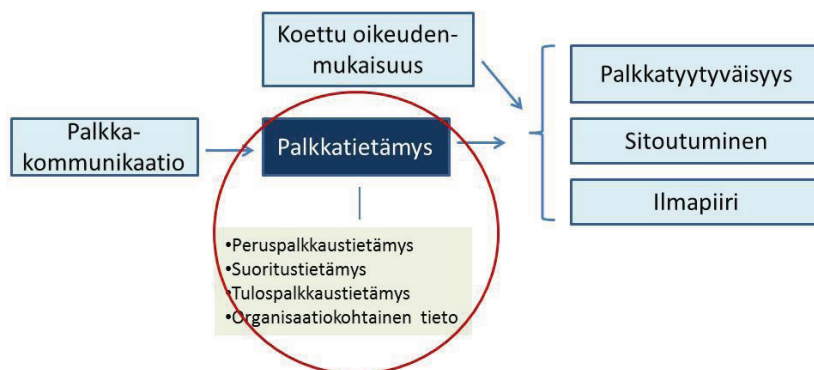 Koettu oikeuden-
mukaisuus
Palkka-
kommunikaatio
Palkkatietämys
•Peruspalkkaustietämys
•Suoritustietämys
•Tulospalkkaustietämys
•Organisaatiokohtainen tieto
Palkkatyytyväisyys
Sitoutuminen
Ilmapiiri